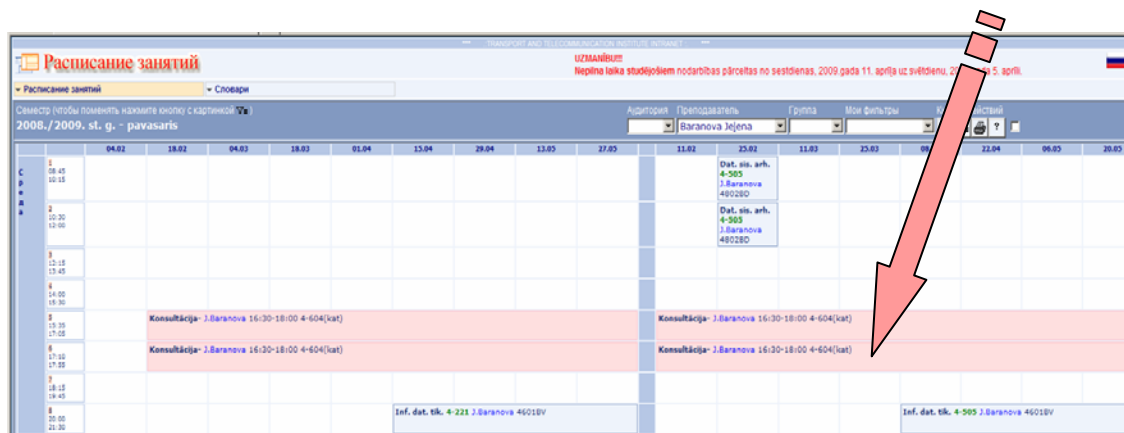 *** TRANSPORT AND TELECOMMUNICATION INSTITUTE INTRANET : ***
Расписание занятий
UZMANĪBU!!!
Nepilna laika studējošiem nodarbības pārceltas no sestdienas, 2009.gada 11. aprīļa uz svētdienu, 5. aprīli.
Расписание занятий
Словари
Семестр (чтобы поменять нажмите кнопку с картинкой )
Аудитория Преподаватель Группа Мои фильтры
2008./2009. st. g. - pavasaris
Baranova Jeļena
?
04.02 18.02 04.03 18.03 01.04 15.04 29.04 13.05 27.05 11.02 25.02 11.03 25.03 22.04 06.05 20.05
Среда
1
08:45
10:15
Dat. sis. arh.
4-505
J.Baranova
4802BD
2
10:30
12:00
Dat. sis. arh.
4-505
J.Baranova
4802BD
3
12:15
13:45
4
14:00
15:30
5
15:35
17:05
Konsultācija- J.Baranova 16:30-18:00 4-604(kat)
Konsultācija- J.Baranova 16:30-18:00 4-604(kat)
6
17:10
17:55
Konsultācija- J.Baranova 16:30-18:00 4-604(kat)
Konsultācija- J.Baranova 16:30-18:00 4-604(kat)
7
18:15
19:45
8
20:00
21:30
Inf. dat. tīk. 4-221 J.Baranova 4601BV
Inf. dat. tīk. 4-505 J.Baranova 4601BV